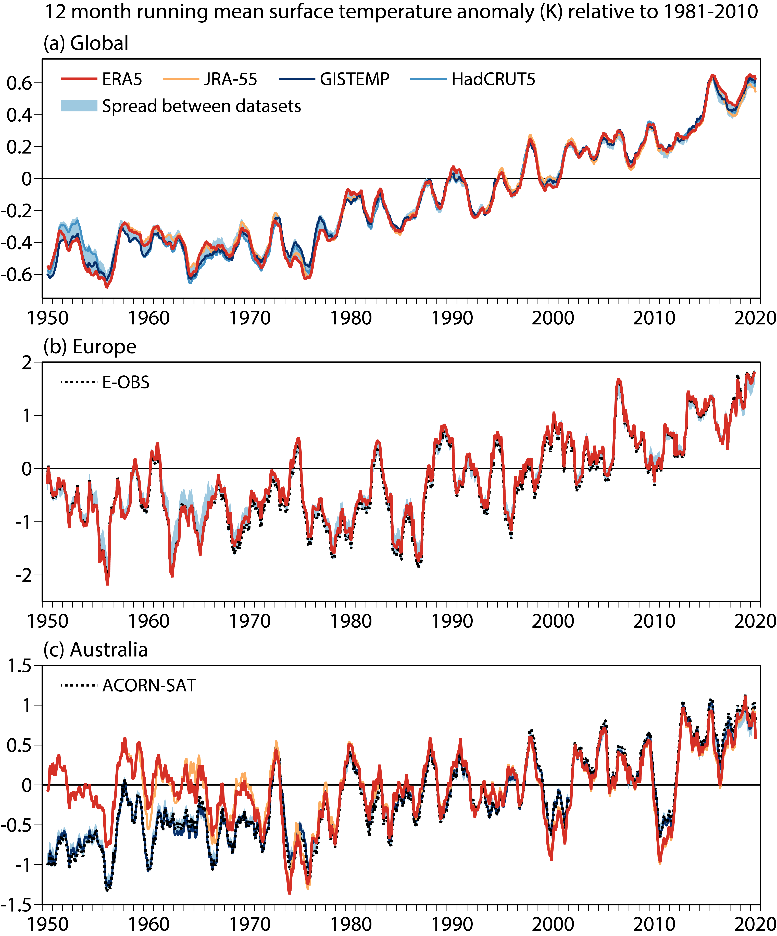 12 month running mean surface temperature anomaly (K) relative to 1981-2010
(a) Global
ERA5 JRA-55 GISTEMP HadCRUT5
Spread between datasets
0.6
0.4
0.2
0
-0.2
-0.4
-0.6
1950 1960 1970 1980 1990 2000 2010 2020
(b) Europe
E-OBS
2
1
0
-1
-2
1950 1960 1970 1980 1990 2000 2010 2020
(c) Australia
ACORN-SAT
1.5
1
0.5
0
-0.5
-1
-1.5
1950 1960 1970 1980 1990 2000 2010 2020